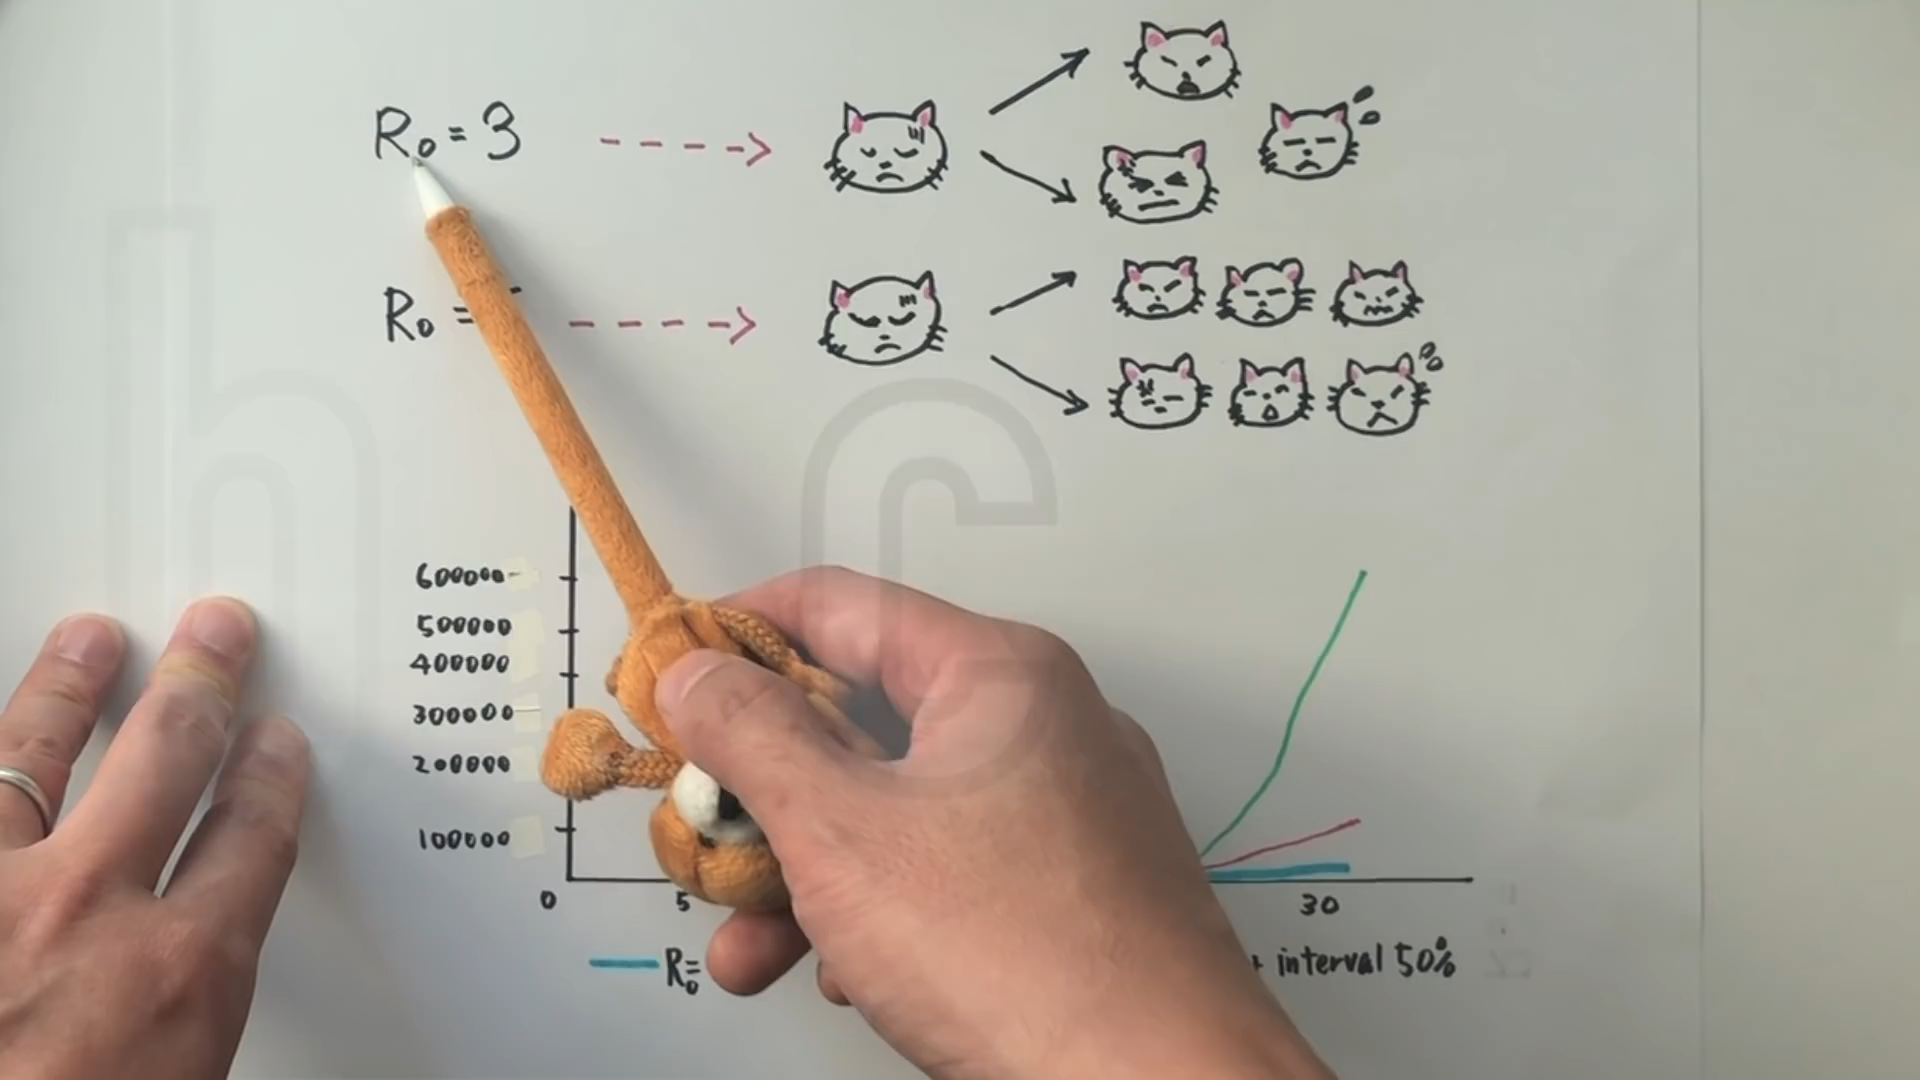 R₀ = 3
R₀ =
600000
500000
400000
300000
200000
100000
0 5 30
R₀= interval 50%
h c